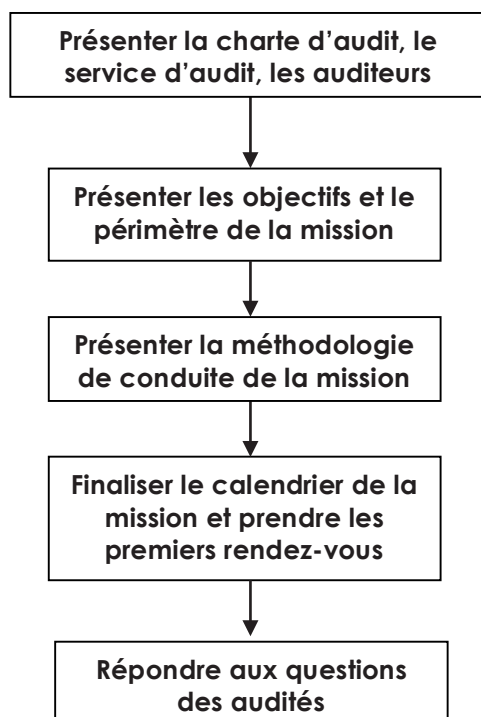 Présenter la charte d’audit, le
service d’audit, les auditeurs
Présenter les objectifs et le
périmètre de la mission
Présenter la méthodologie
de conduite de la mission
Finaliser le calendrier de la
mission et prendre les
premiers rendez-vous
Répondre aux questions
des audités